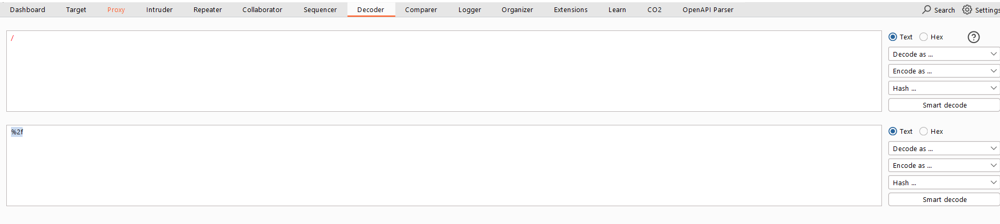 Dashboard Target Proxy Intruder Repeater Collaborator Sequencer Decoder Comparer Logger Organizer Extensions Learn CO2 OpenAPI Parser Search Settings
/
Text Hex ?
Decode as ...
Encode as ...
Hash ...
Smart decode
%2f
Text Hex
Decode as ...
Encode as ...
Hash ...
Smart decode